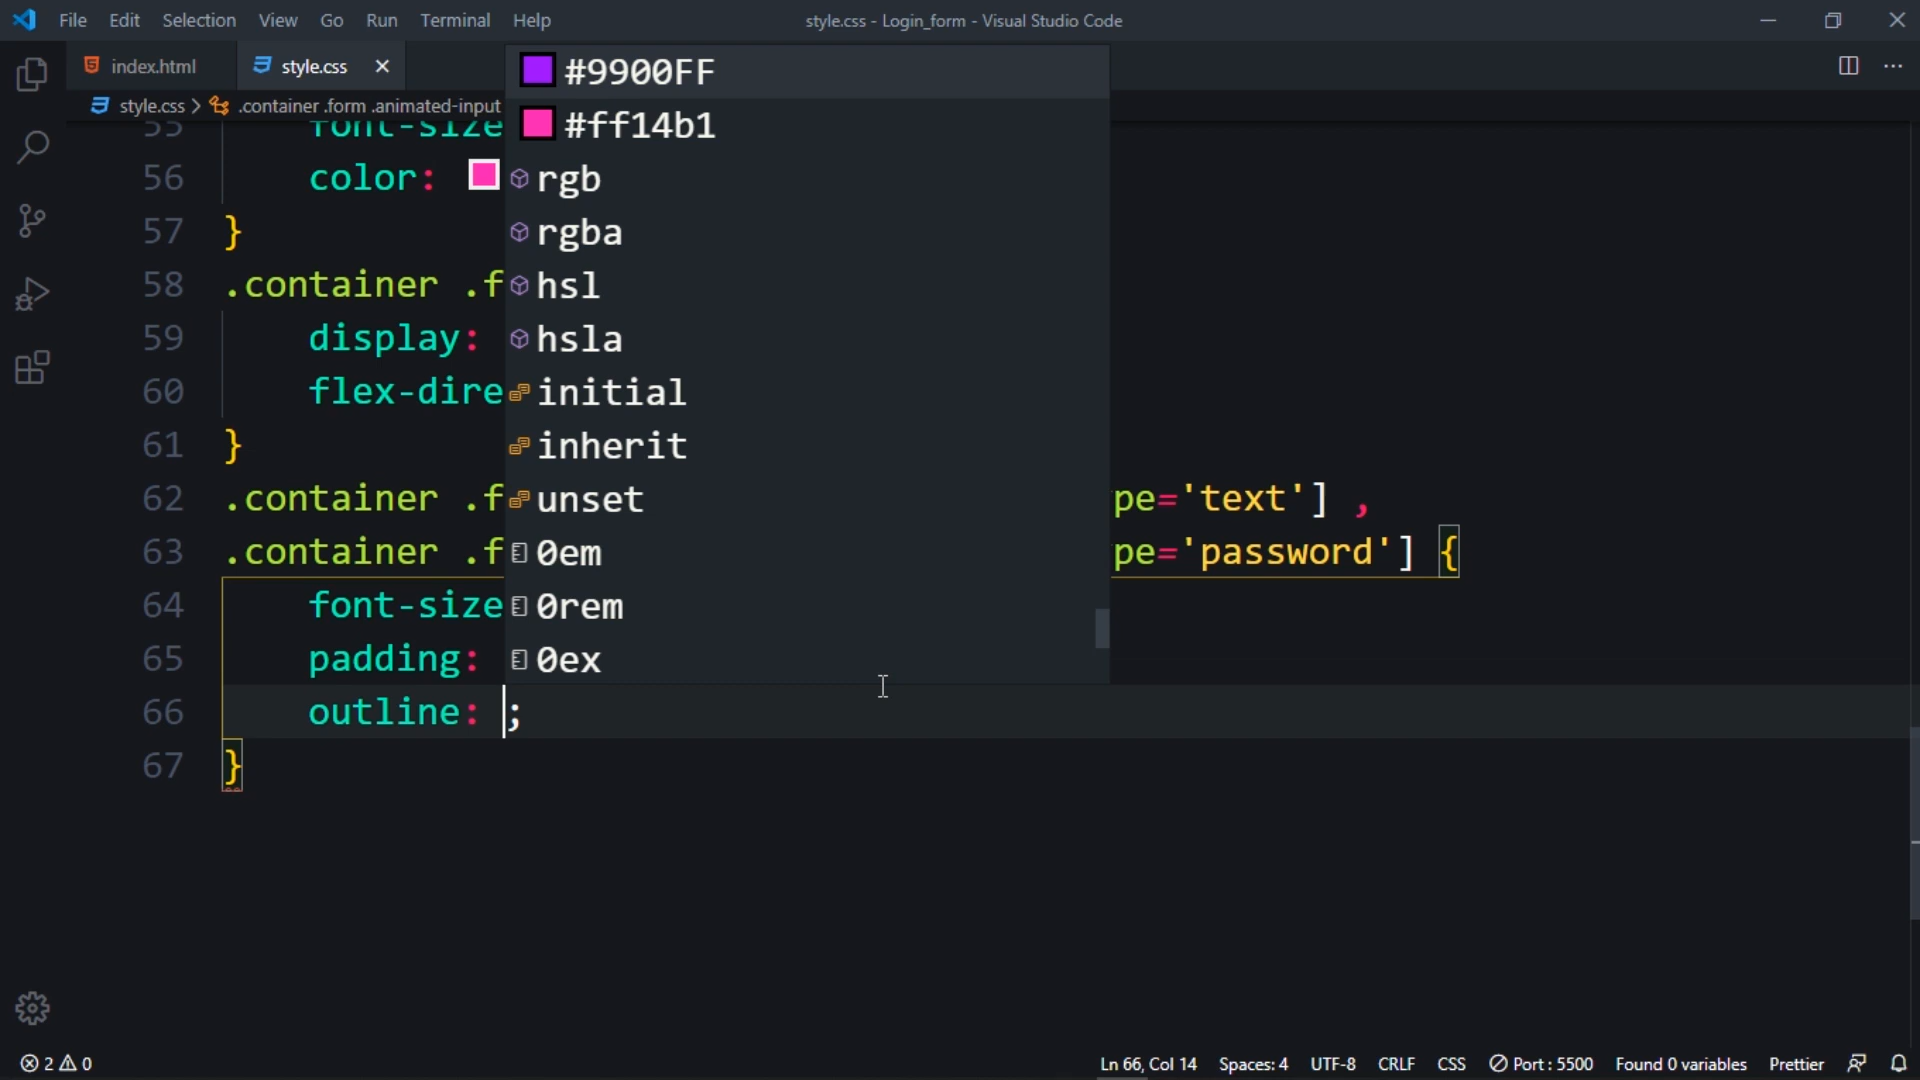 File Edit Selection View Go Run Terminal Help style.css - Login_form - Visual Studio Code
index.html style.css
style.css > .container .form .animated-input
55 font-size
56 color:
57 }
58 .container .f
59 display:
60 flex-dire
61 }
62 .container .f pe='text'] ,
63 .container .f pe='password'] {
64 font-size
65 padding:
66 outline: ;
67 }
#9900FF
#ff14b1
rgb
rgba
hsl
hsla
initial
inherit
unset
0em
0rem
0ex
2 0 Ln 66, Col 14 Spaces: 4 UTF-8 CRLF CSS Port : 5500 Found 0 variables Prettier